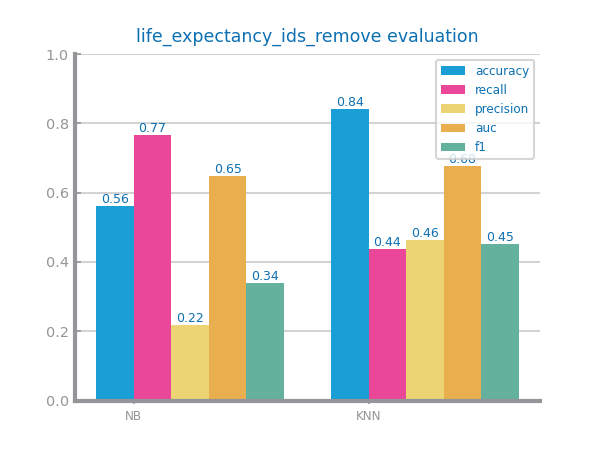 life_expectancy_ids_remove evaluation
1.0
0.8
0.6
0.4
0.2
0.0
0.56
0.77
0.22
0.65
0.34
0.84
0.44
0.46
0.68
0.45
accuracy
recall
precision
auc
f1
NB
KNN